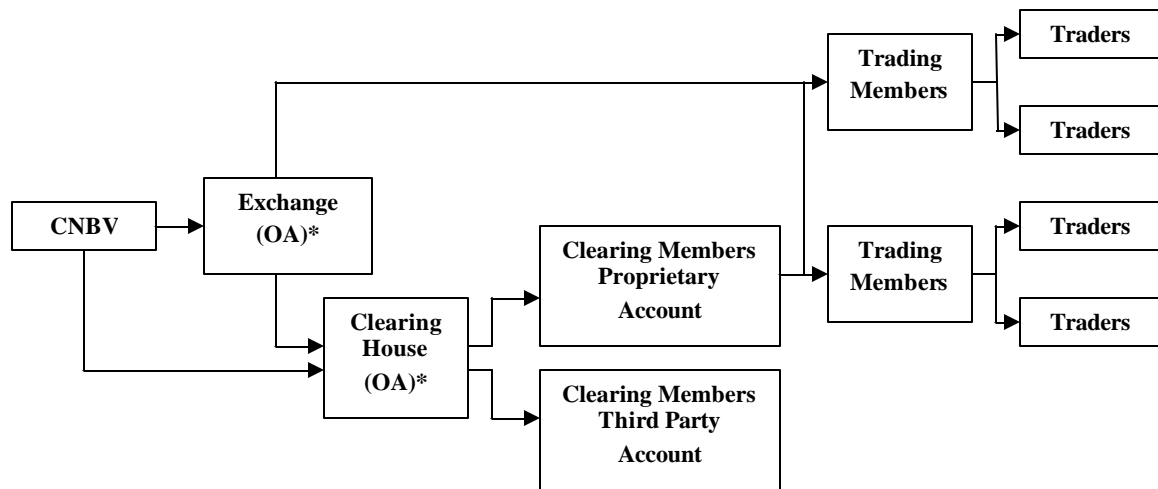 Traders
Trading
Members
Traders
Exchange
(OA)*
CNBV
Traders
Clearing Members
Proprietary
Account
Trading
Members
Clearing
House
(OA)*
Traders
Clearing Members
Third Party
Account